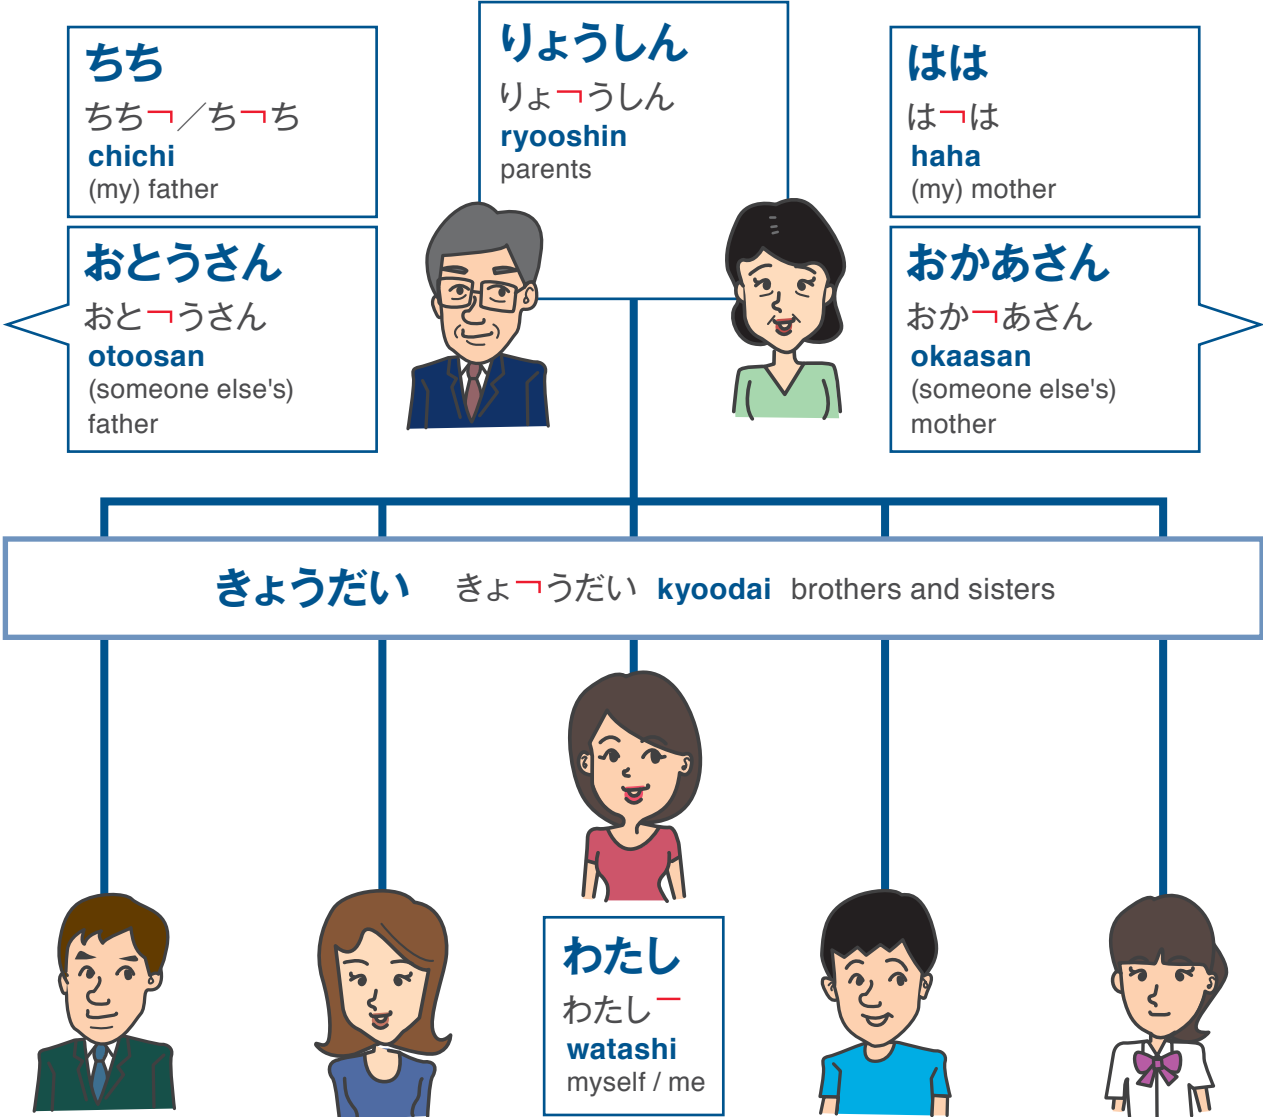 ちち
ちち￢／ち￢ち
chichi
(my) father
りょうしん
りょ￢うしん
ryooshin
parents
はは
は￢は
haha
(my) mother
おとうさん
おと￢うさん
otoosan
(someone else's)
father
おかあさん
おか￢あさん
okaasan
(someone else's)
mother
きょうだい きょ￢うだい kyoodai brothers and sisters
わたし
わたし￣
watashi
myself / me